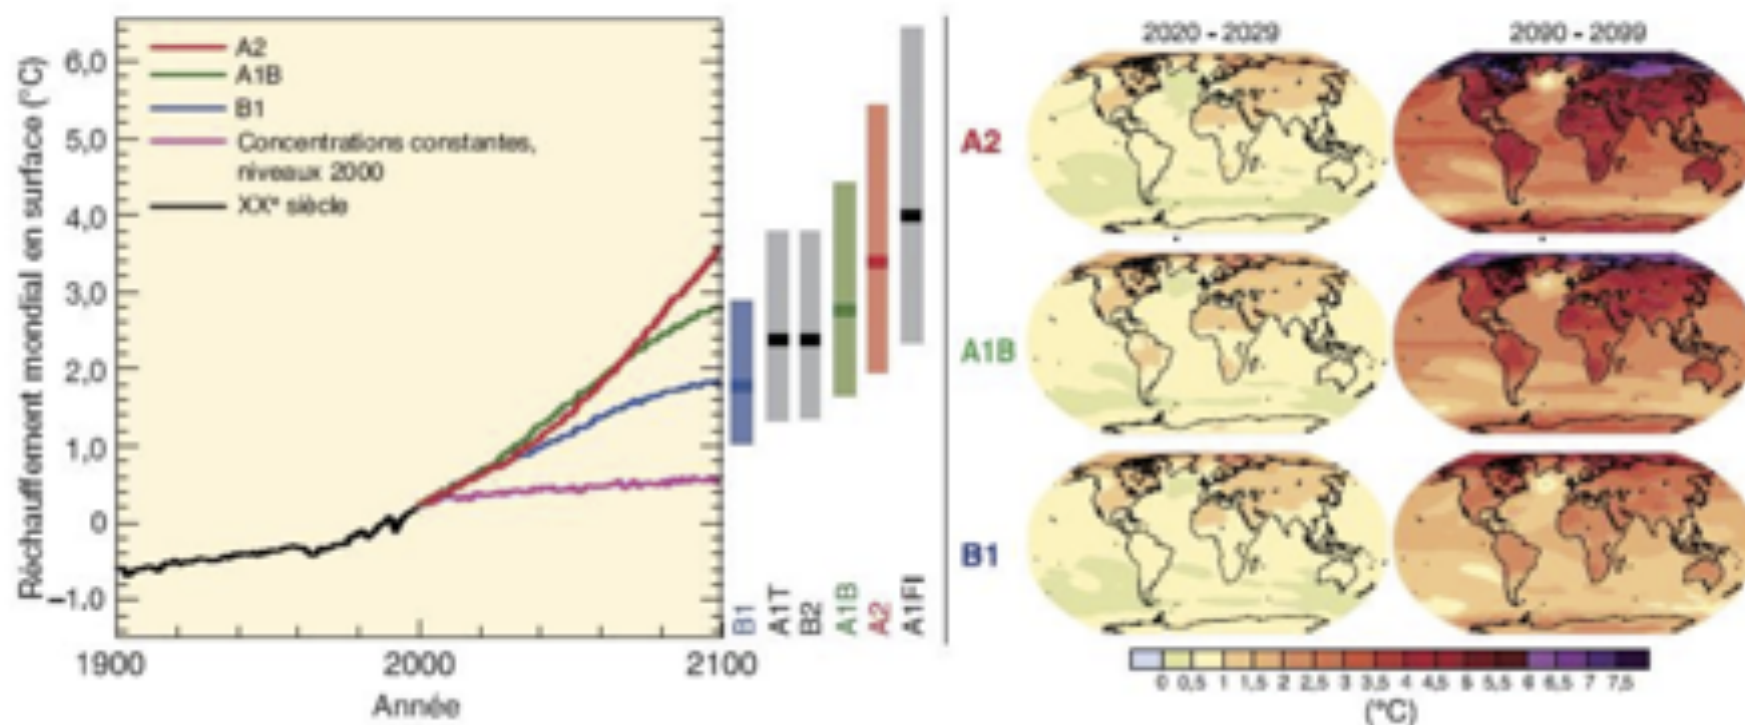 Réchauffement mondial en surface (°C)
6,0
5,0
4,0
3,0
2,0
1,0
0
–1.0
A2
A1B
B1
Concentrations constantes,
niveaux 2000
XXᵉ siècle
1900
2000
2100
Année
B1
A1T
B2
A1B
A2
A1FI
2020 - 2029
2090 - 2099
A2
A1B
B1
0 0,5 1 1,5 2 2,5 3 3,5 4 4,5 5 5,5 6 6,5 7 7,5
(°C)